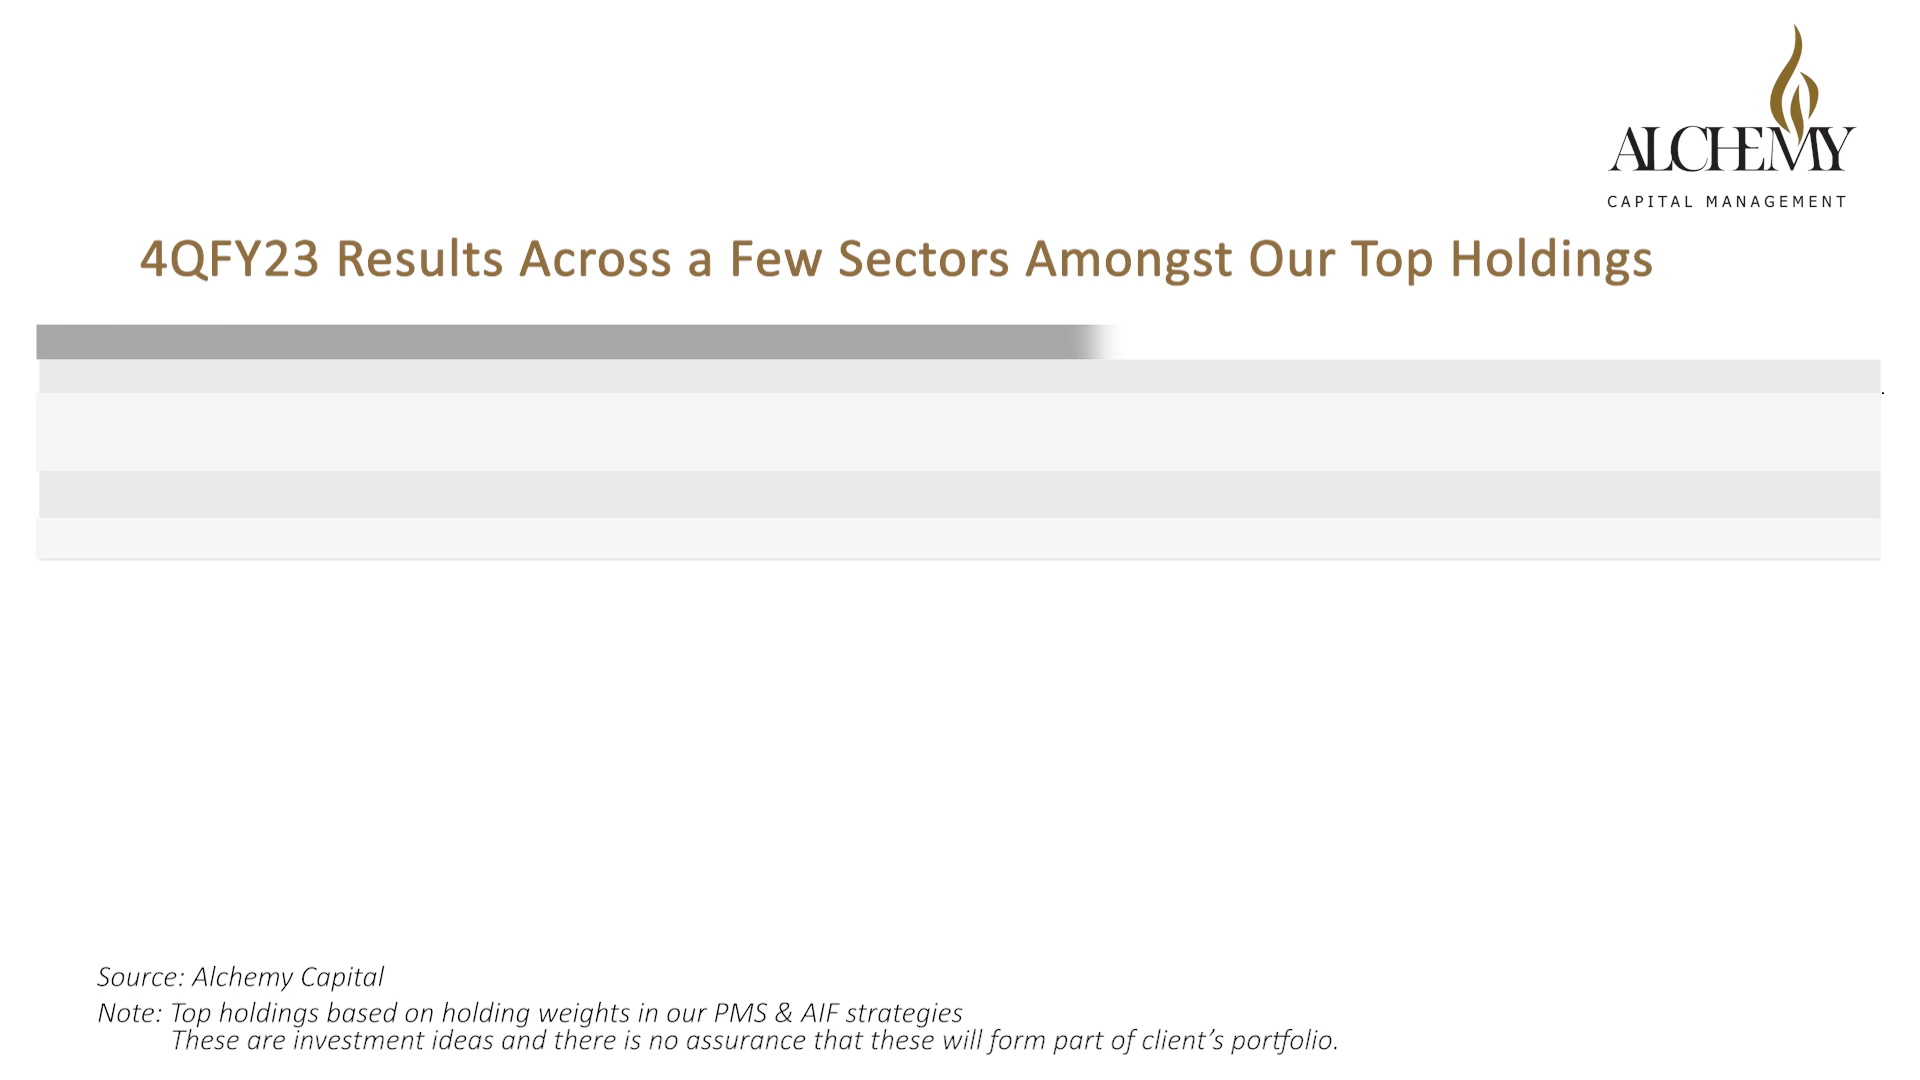 ALCHEMY
CAPITAL MANAGEMENT
4QFY23 Results Across a Few Sectors Amongst Our Top Holdings
Source: Alchemy Capital
Note: Top holdings based on holding weights in our PMS & AIF strategies
These are investment ideas and there is no assurance that these will form part of client’s portfolio.